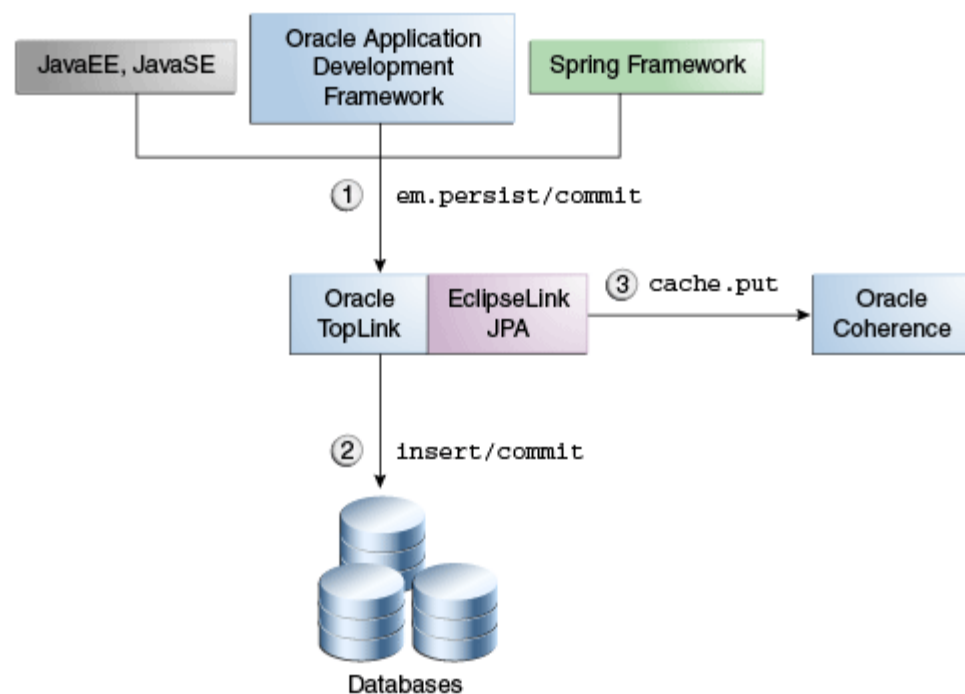 JavaEE, JavaSE
Oracle Application
Development
Framework
Spring Framework
1 em.persist/commit
Oracle
TopLink
EclipseLink
JPA
3 cache.put
Oracle
Coherence
2 insert/commit
Databases